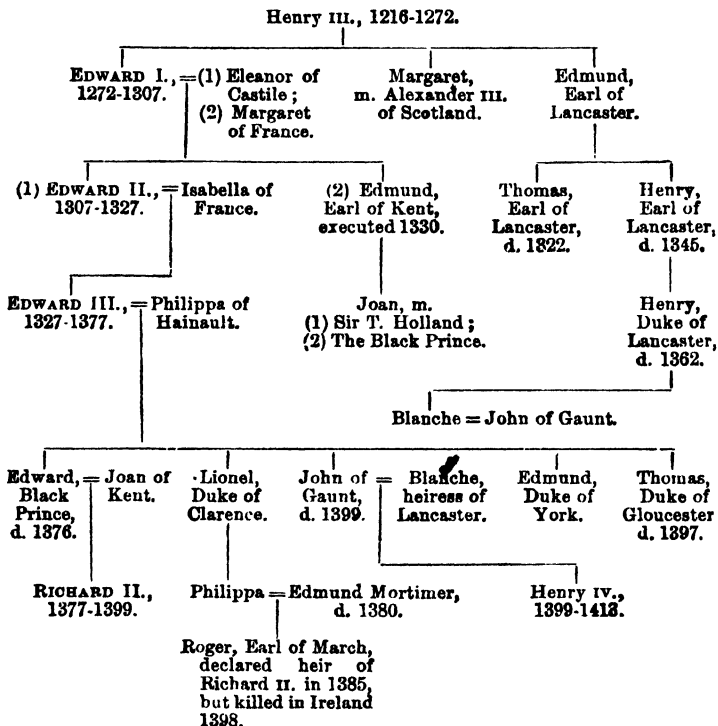 Henry III., 1216-1272.
EDWARD I., = (1) Eleanor of
1272-1307. Castile;
(2) Margaret
of France.
Margaret,
m. Alexander III.
of Scotland.
Edmund,
Earl of
Lancaster.
(1) EDWARD II., = Isabella of
1307-1327. France.
(2) Edmund,
Earl of Kent,
executed 1330.
Thomas,
Earl of
Lancaster,
d. 1322.
Henry,
Earl of
Lancaster,
d. 1345.
EDWARD III., = Philippa of
1327-1377. Hainault.
Joan, m.
(1) Sir T. Holland;
(2) The Black Prince.
Henry,
Duke of
Lancaster,
d. 1362.
Blanche = John of Gaunt.
Edward, = Joan of
Black Kent.
Prince,
d. 1376.
Lionel,
Duke of
Clarence.
John of = Blanche,
Gaunt, heiress of
d. 1399. Lancaster.
Edmund,
Duke of
York.
Thomas,
Duke of
Gloucester
d. 1397.
RICHARD II.,
1377-1399.
Philippa = Edmund Mortimer,
d. 1380.
Henry IV.,
1399-1413.
Roger, Earl of March,
declared heir of
Richard II. in 1385,
but killed in Ireland
1398.